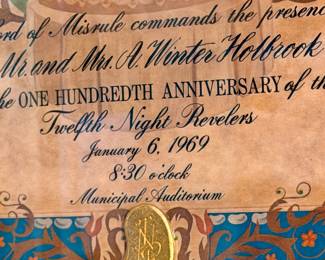 ord of Misrule commands the presenc
Mr. and Mrs. A. Winter Holbrook
he ONE HUNDREDTH ANNIVERSARY of th
Twelfth Night Revelers
January 6, 1969
8:30 o'clock
Municipal Auditorium